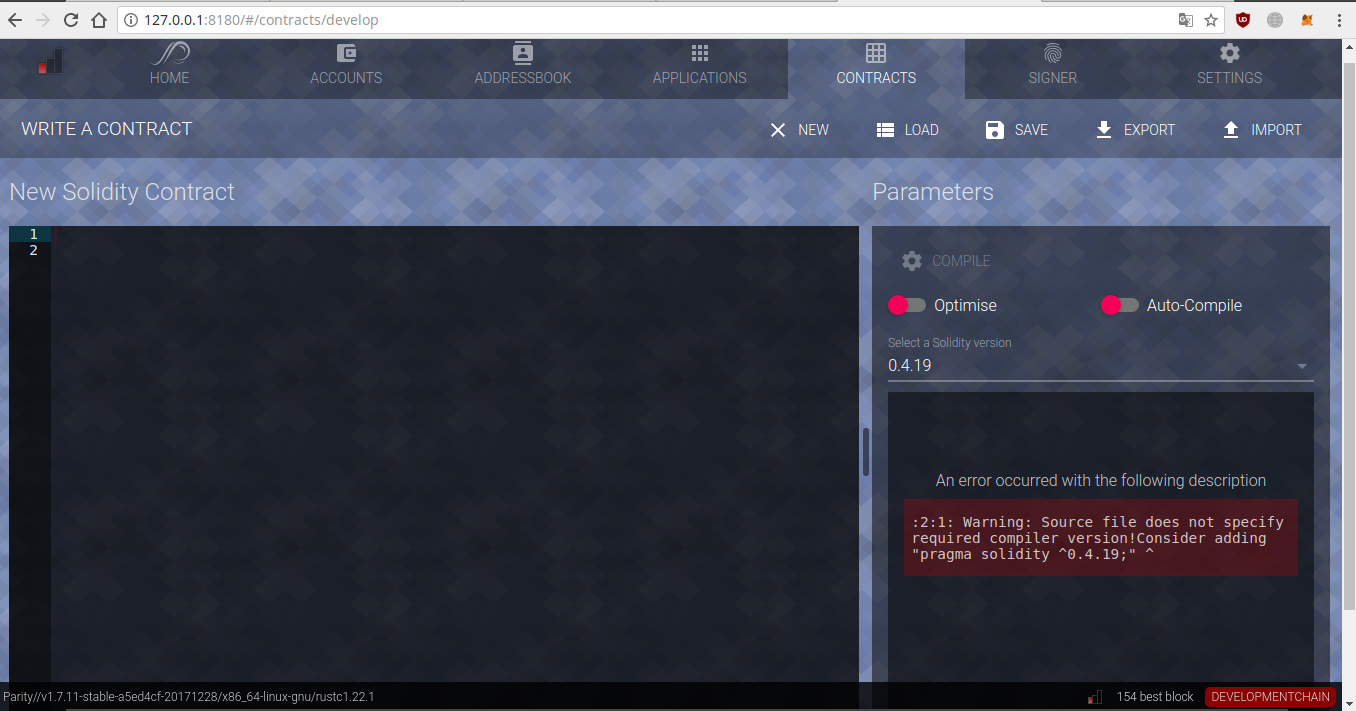 127.0.0.1:8180/#/contracts/develop
HOME
ACCOUNTS
ADDRESSBOOK
APPLICATIONS
CONTRACTS
SIGNER
SETTINGS
WRITE A CONTRACT
NEW
LOAD
SAVE
EXPORT
IMPORT
New Solidity Contract
Parameters
1
2
COMPILE
Optimise
Auto-Compile
Select a Solidity version
0.4.19
An error occurred with the following description
:2:1: Warning: Source file does not specify
required compiler version!Consider adding
"pragma solidity ^0.4.19;" ^
Parity//v1.7.11-stable-a5ed4cf-20171228/x86_64-linux-gnu/rustc1.22.1
154 best block
DEVELOPMENTCHAIN